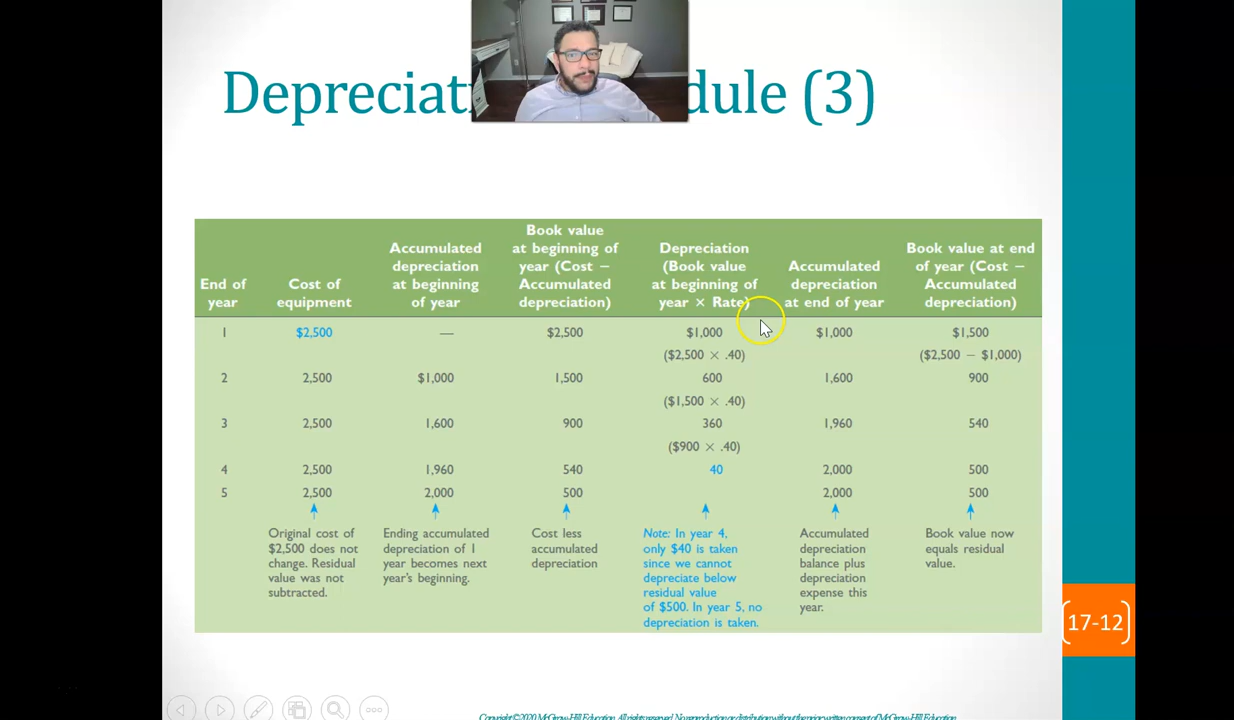 Depreciat dule (3)
End of
year
Cost of
equipment
Accumulated
depreciation
at beginning
of year
Book value
at beginning of
year (Cost −
Accumulated
depreciation)
Depreciation
(Book value
at beginning of
year × Rate)
Accumulated
depreciation
at end of year
Book value at end
of year (Cost −
Accumulated
depreciation)
1 $2,500 — $2,500 $1,000 $1,000 $1,500
($2,500 × .40) ($2,500 − $1,000)
2 2,500 $1,000 1,500 600 1,600 900
($1,500 × .40)
3 2,500 1,600 900 360 1,960 540
($900 × .40)
4 2,500 1,960 540 40 2,000 500
5 2,500 2,000 500 2,000 500
Original cost of
$2,500 does not
change. Residual
value was not
subtracted.
Ending accumulated
depreciation of 1
year becomes next
year's beginning.
Cost less
accumulated
depreciation
Note: In year 4,
only $40 is taken
since we cannot
depreciate below
residual value
of $500. In year 5, no
depreciation is taken.
Accumulated
depreciation
balance plus
depreciation
expense this
year.
Book value now
equals residual
value.
17-12
Copyright ©2020 McGraw-Hill Education. All rights reserved. No reproduction or distribution without the prior written consent of McGraw-Hill Education.